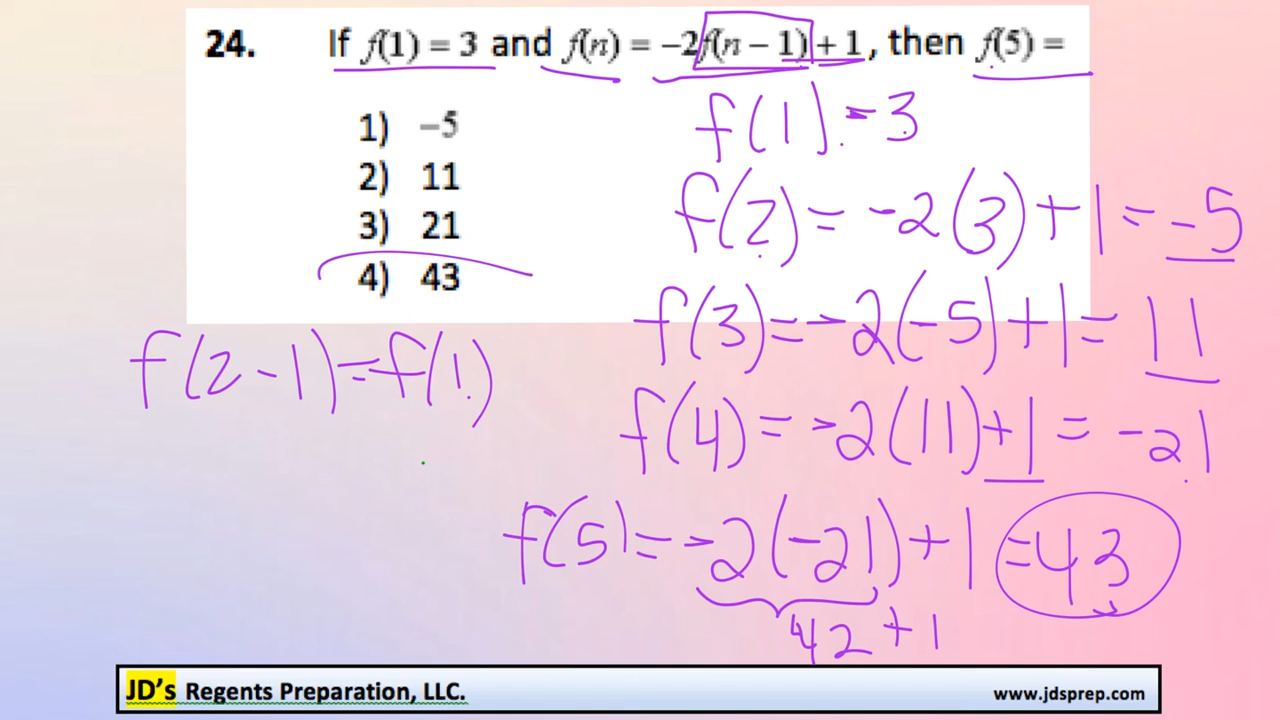 24. If f(1) = 3 and f(n) = −2f(n − 1) + 1, then f(5) =
1) −5
2) 11
3) 21
4) 43
f(1) = 3
f(2) = -2(3) + 1 = -5
f(3) = -2(-5) + 1 = 11
f(2-1) = f(1)
f(4) = -2(11) + 1 = -21
f(5) = -2(-21) + 1 = 43
42 + 1
JD's Regents Preparation, LLC.
www.jdsprep.com